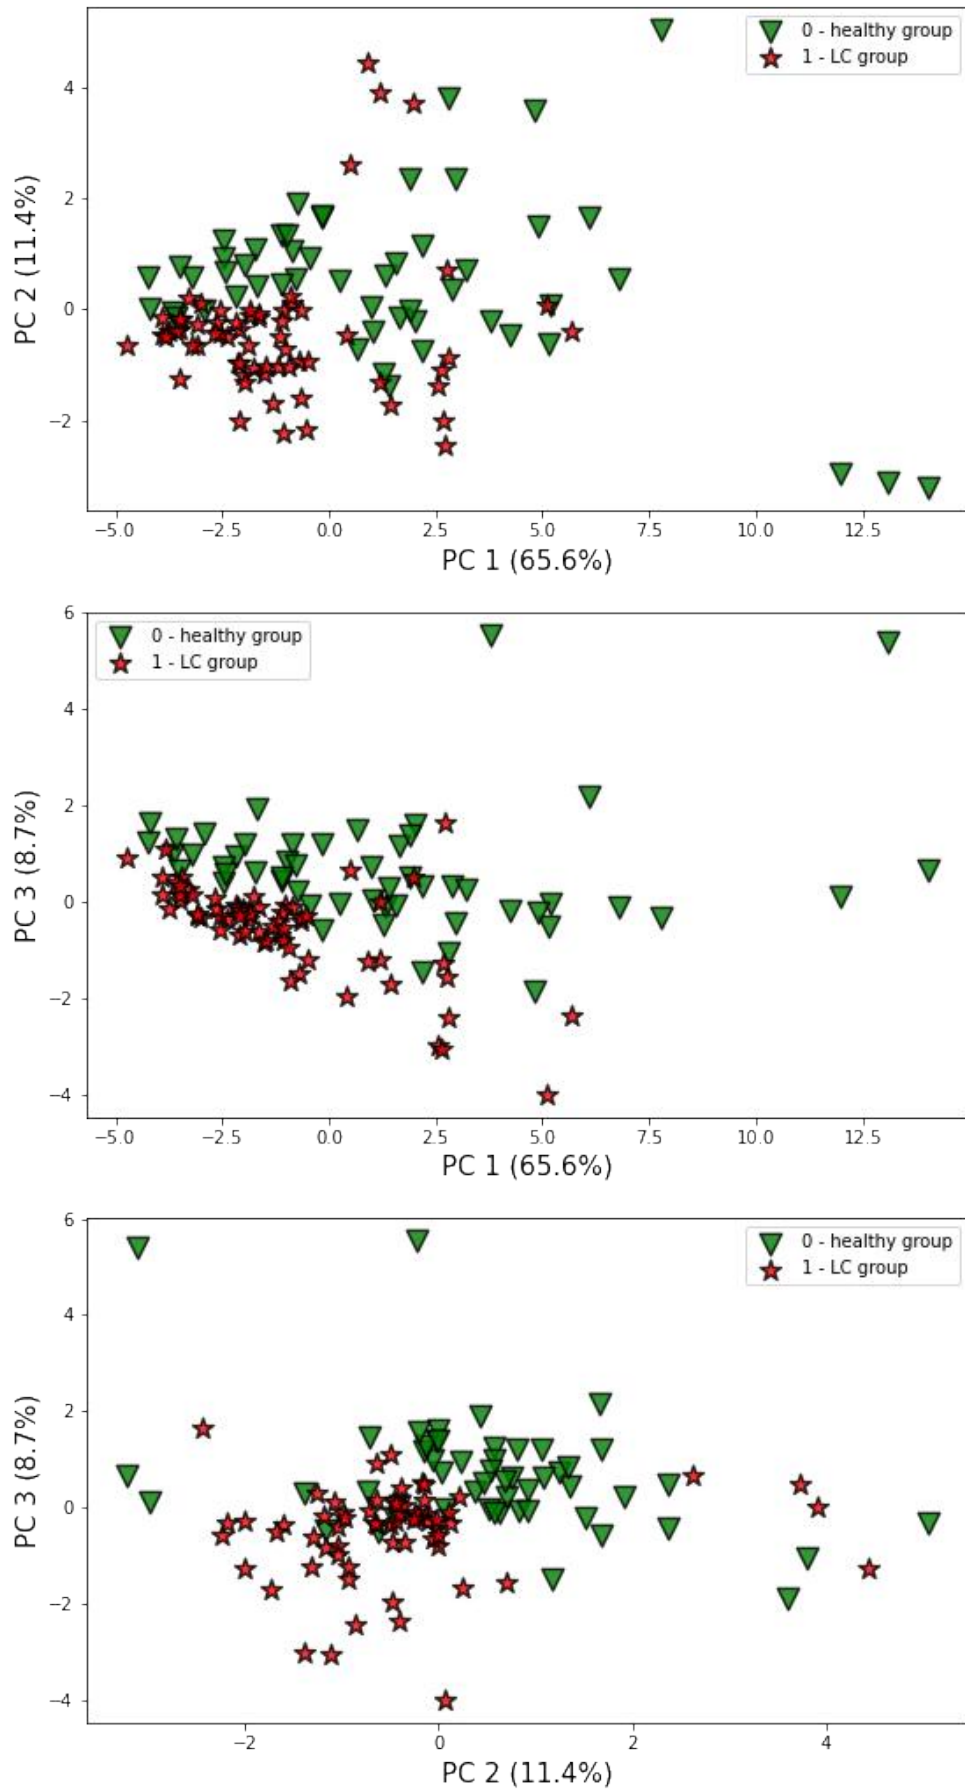 0 - healthy group
1 - LC group
4
2
0
−2
PC 2 (11.4%)
−5.0 −2.5 0.0 2.5 5.0 7.5 10.0 12.5
PC 1 (65.6%)
0 - healthy group
1 - LC group
6
4
2
0
−2
−4
PC 3 (8.7%)
−5.0 −2.5 0.0 2.5 5.0 7.5 10.0 12.5
PC 1 (65.6%)
0 - healthy group
1 - LC group
6
4
2
0
−2
−4
PC 3 (8.7%)
−2 0 2 4
PC 2 (11.4%)